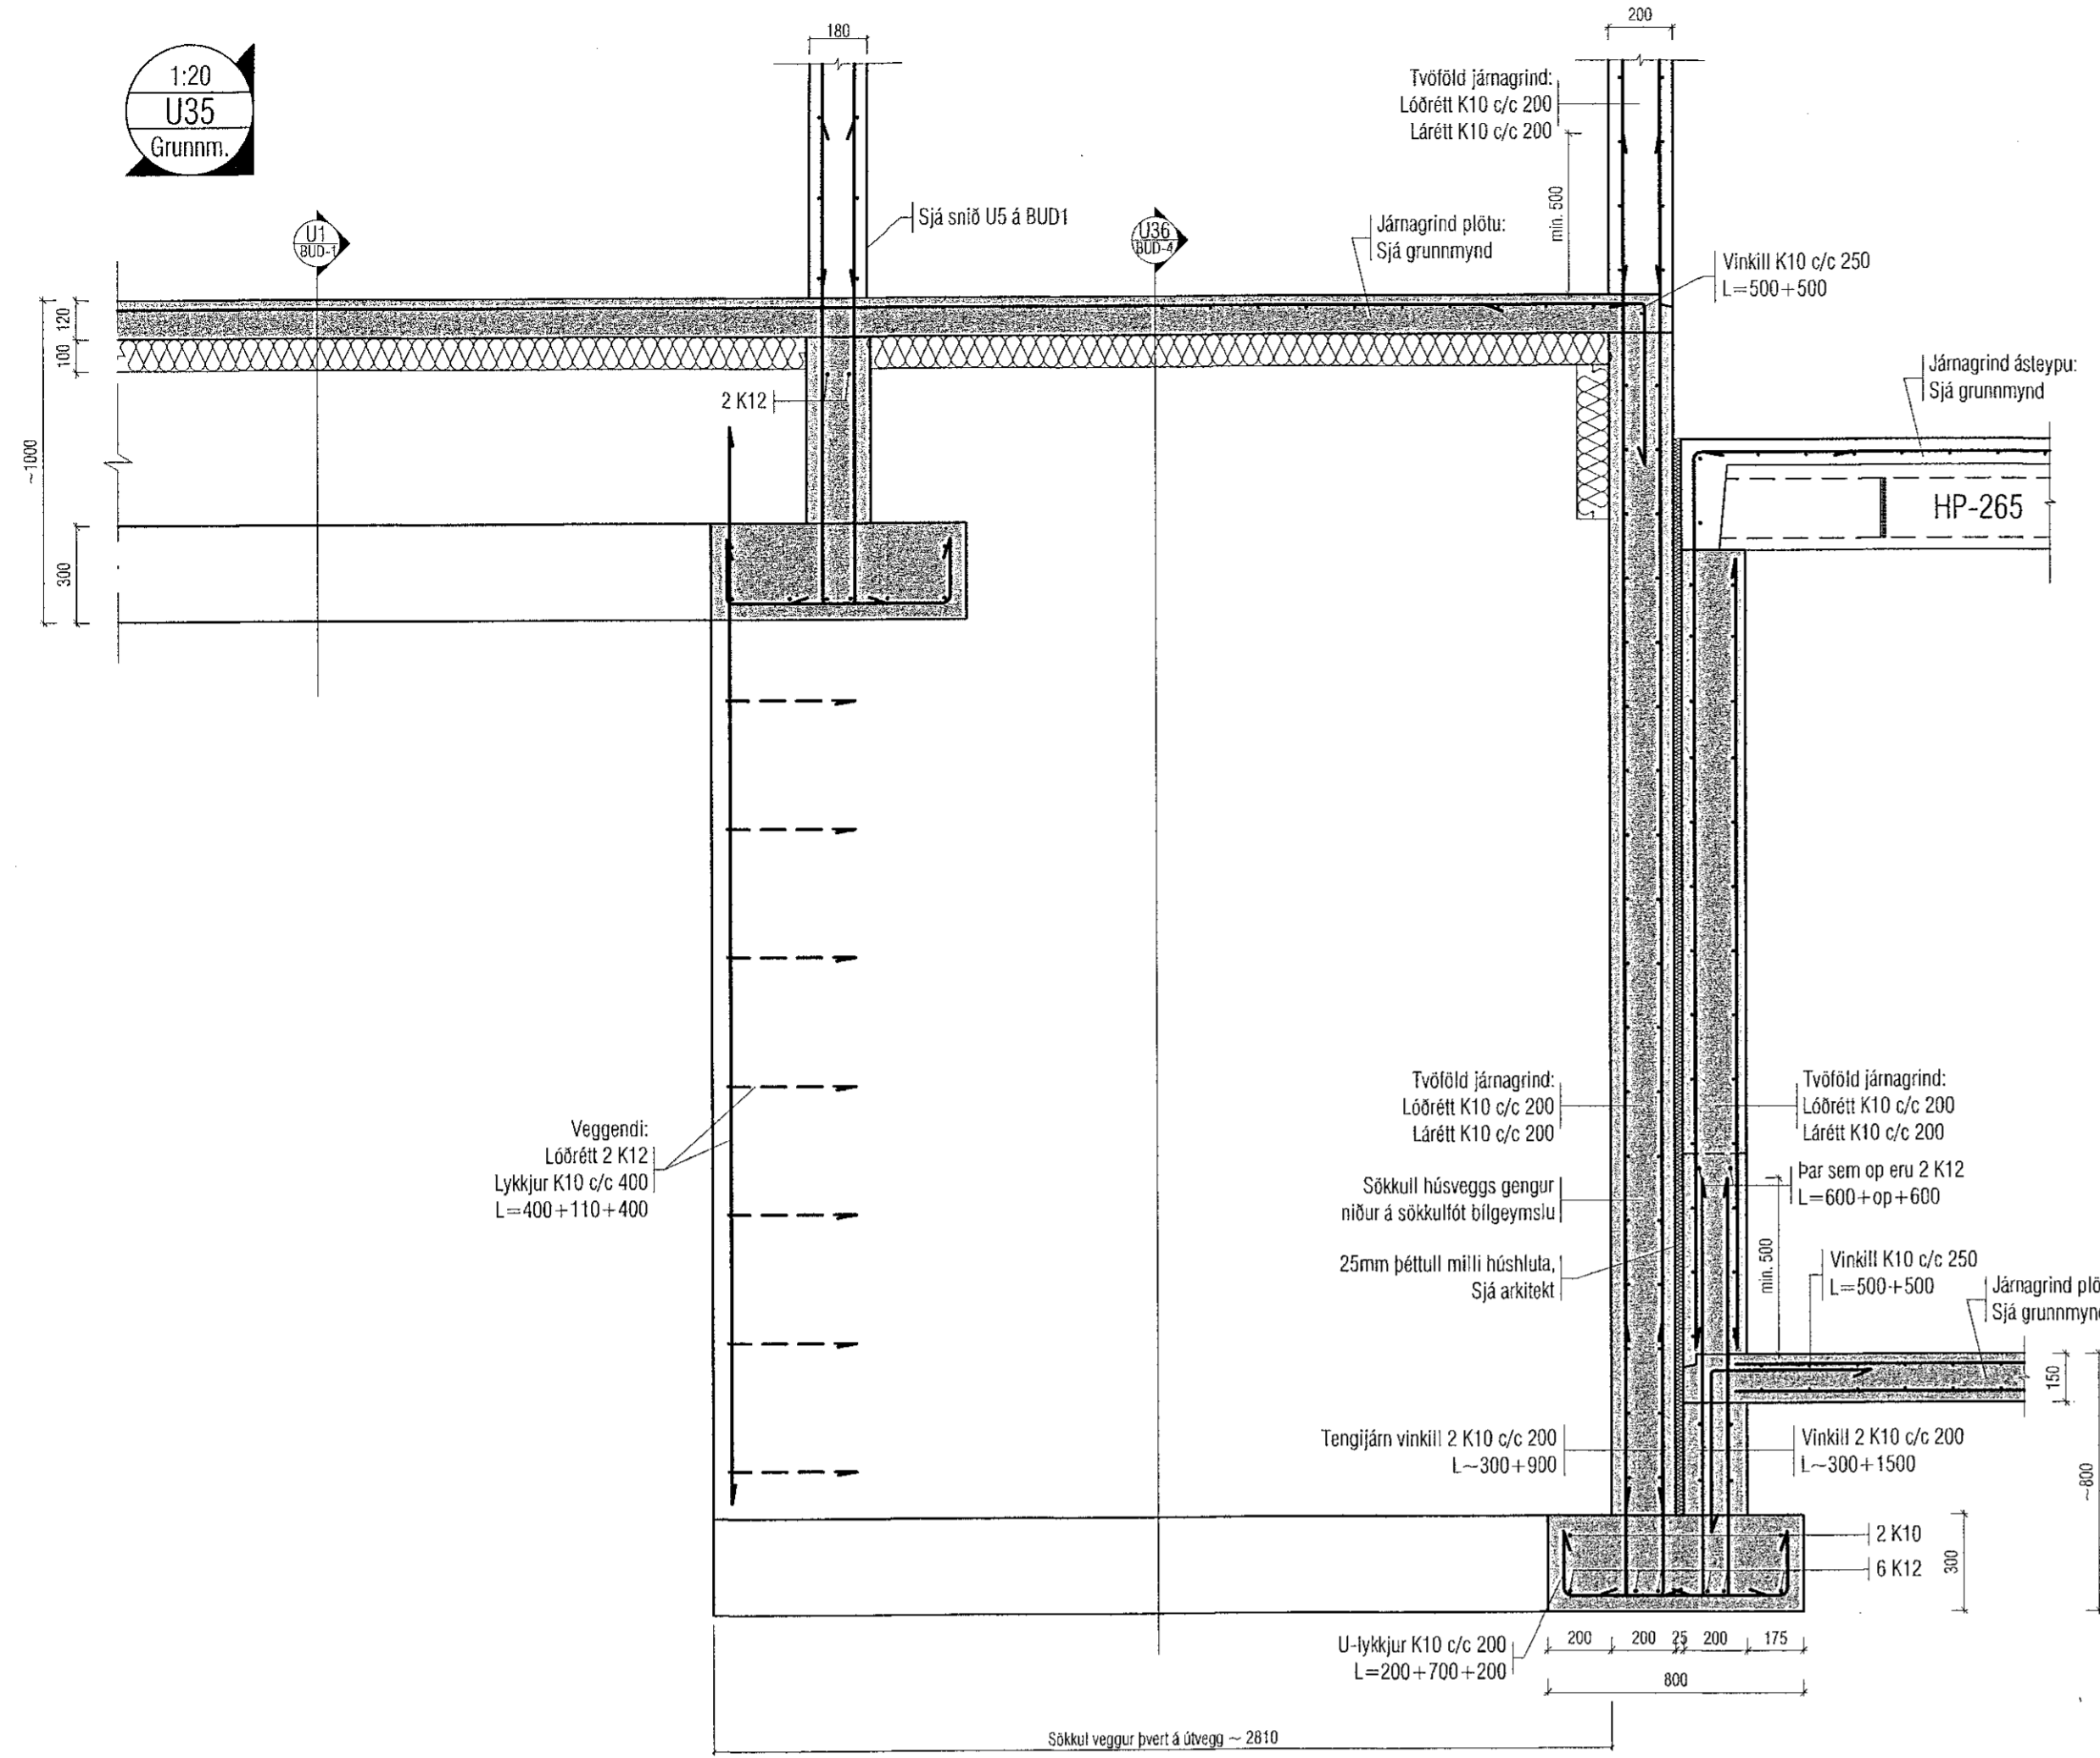 1:20
U35
Grunnm.
180
200
Tvöföld járnagrind:
Lóðrétt K10 c/c 200
Lárétt K10 c/c 200
min. 500
U1
BUD-1
Sjá snið U5 á BUD1
U36
BUD-4
Járnagrind plötu:
Sjá grunnmynd
Vinkill K10 c/c 250
L=500+500
120
100
~1000
300
2 K12
Járnagrind ásteypu:
Sjá grunnmynd
HP-265
Veggendi:
Lóðrétt 2 K12
Lykkjur K10 c/c 400
L=400+110+400
Tvöföld járnagrind:
Lóðrétt K10 c/c 200
Lárétt K10 c/c 200
Sökkull húsveggs gengur
niður á sökkulfót bílgeymslu
25mm þéttull milli húshluta,
Sjá arkitekt
Tvöföld járnagrind:
Lóðrétt K10 c/c 200
Lárétt K10 c/c 200
Þar sem op eru 2 K12
L=600+op+600
min. 500
Vinkill K10 c/c 250
L=500+500
Járnagrind plö
Sjá grunnmyn
150
~800
Tengijárn vinkill 2 K10 c/c 200
L~300+900
Vinkill 2 K10 c/c 200
L~300+1500
2 K10
6 K12
300
U-lykkjur K10 c/c 200
L=200+700+200
200 200 25 200 175
800
Sökkul veggur þvert á útvegg ~ 2810